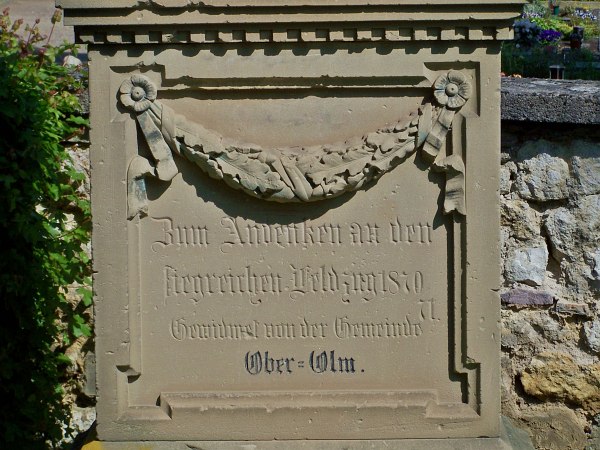 Zum Andenken an den
siegreichen Feldzug 1870
71.
Gewidmet von der Gemeinde
Ober=Olm.